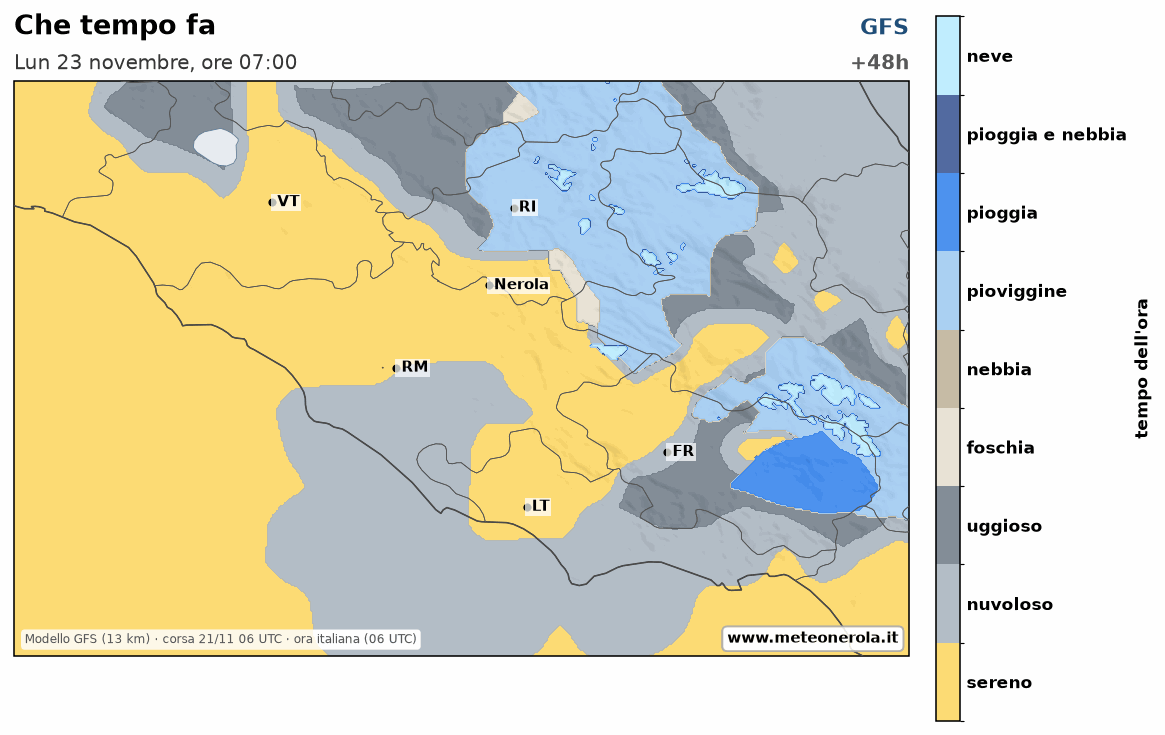 Che tempo fa
GFS
Lun 23 novembre, ore 07:00
+48h
neve
pioggia e nebbia
pioggia
pioviggine
nebbia
foschia
uggioso
nuvoloso
sereno
tempo dell'ora
VT
RI
Nerola
RM
FR
LT
Modello GFS (13 km) · corsa 21/11 06 UTC · ora italiana (06 UTC)
www.meteonerola.it